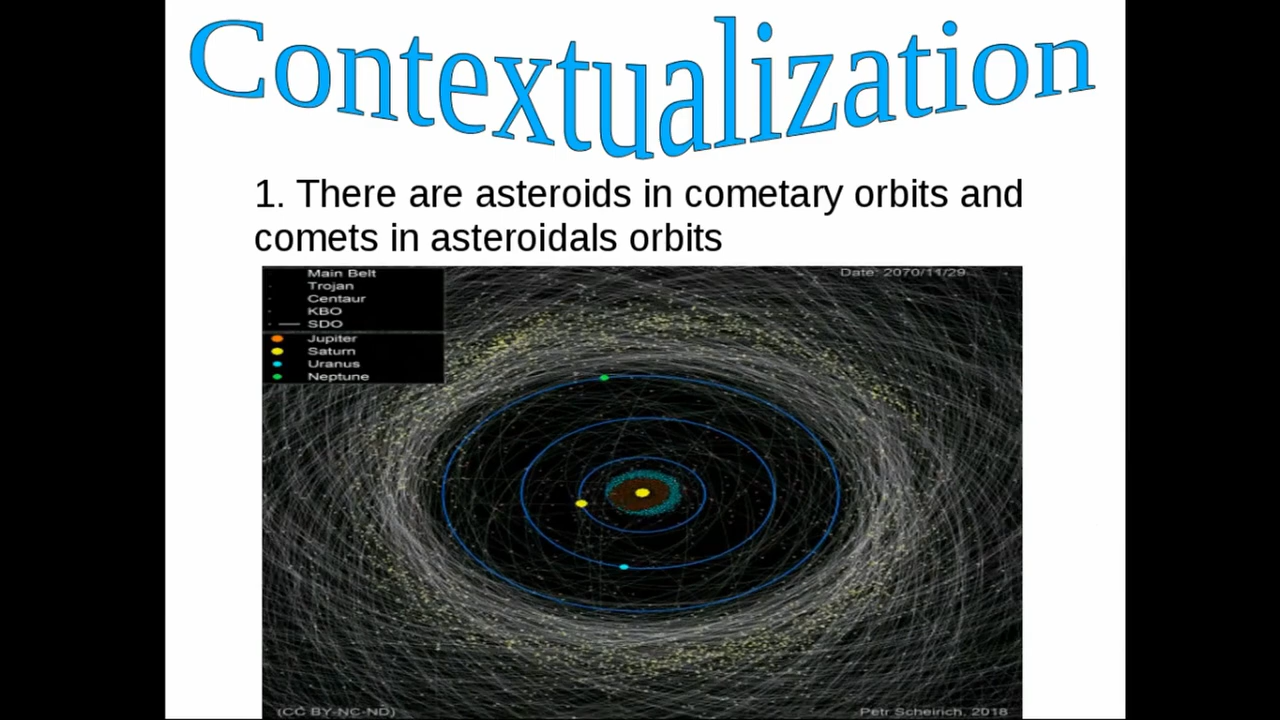 Contextualization
1. There are asteroids in cometary orbits and
comets in asteroidals orbits
Main Belt
Trojan
Centaur
KBO
SDO
Jupiter
Saturn
Uranus
Neptune
Date: 2070/11/29
(CC BY-NC-ND)
Petr Scheirich, 2018